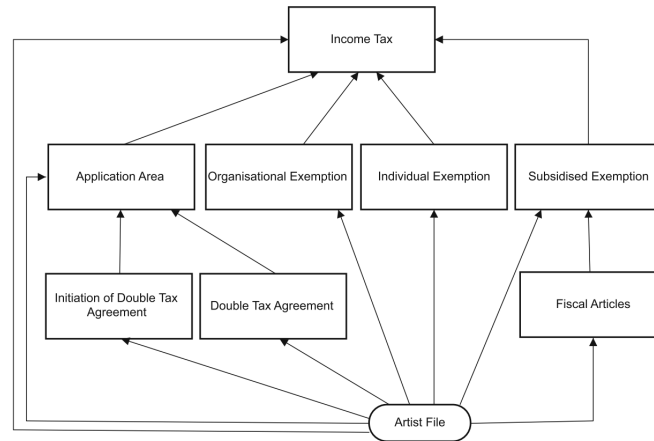 Income Tax
Application Area
Organisational Exemption
Individual Exemption
Subsidised Exemption
Initiation of Double Tax
Agreement
Double Tax Agreement
Fiscal Articles
Artist File